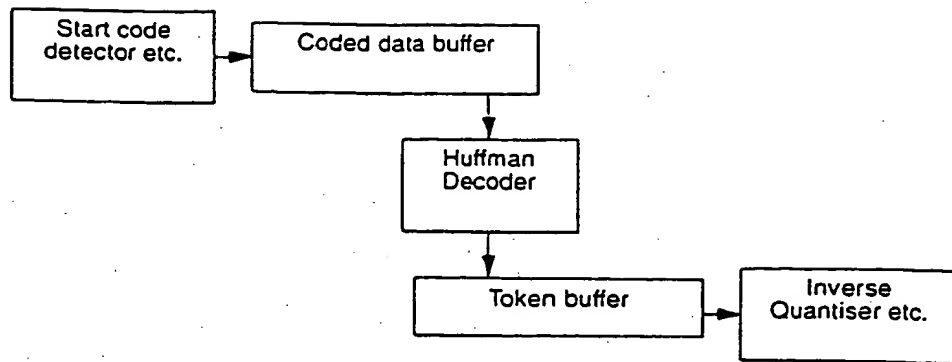 Start code
detector etc.
Coded data buffer
Huffman
Decoder
Token buffer
Inverse
Quantiser etc.